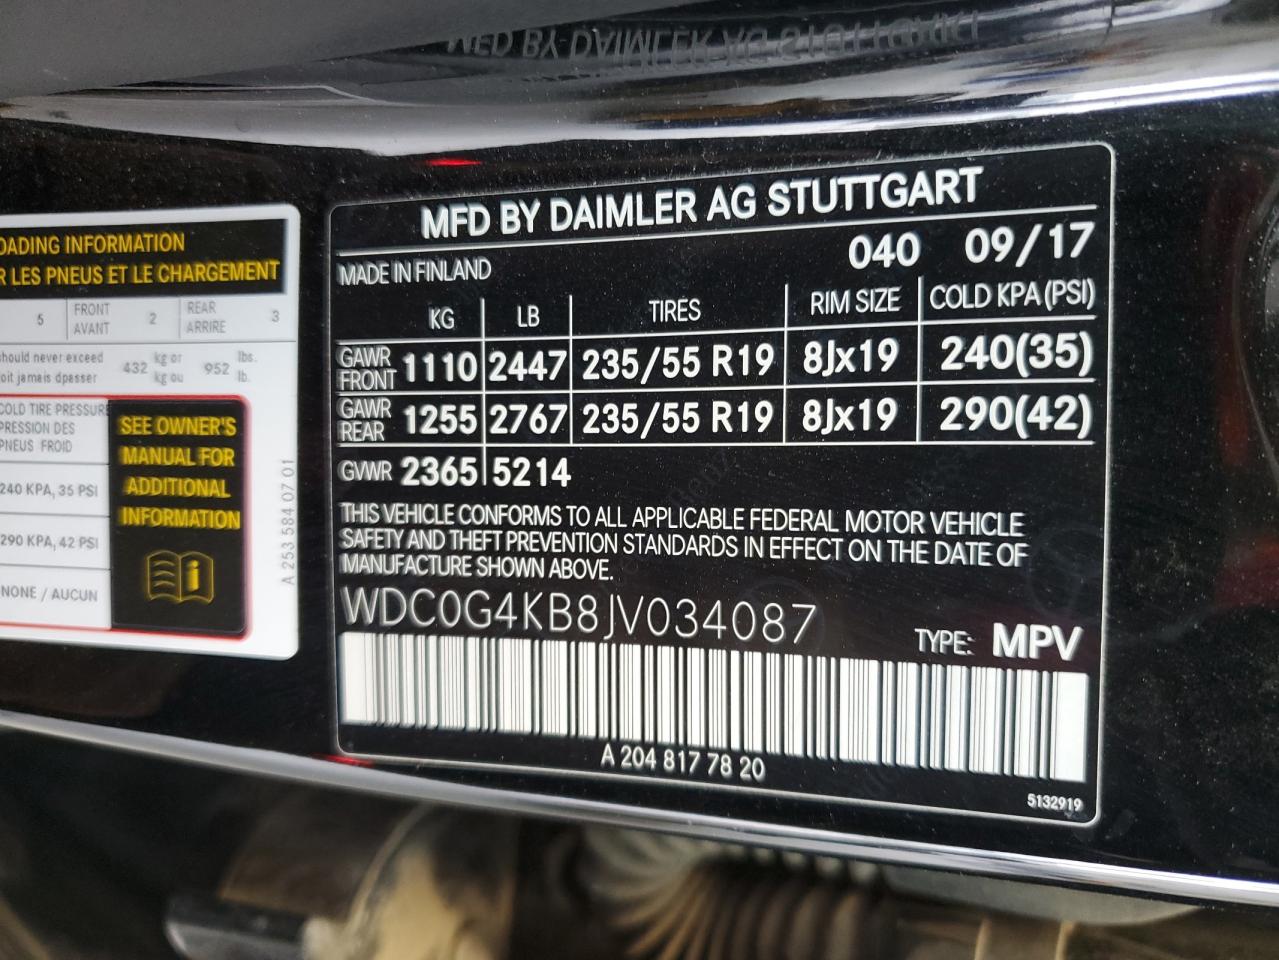 OADING INFORMATION
R LES PNEUS ET LE CHARGEMENT
5 FRONT AVANT 2 REAR ARRIRE 3
hould never exceed 432 kg or 952 lbs.
oit jamais dpasser kg ou lb.
COLD TIRE PRESSURE
PRESSION DES
PNEUS FROID
240 KPA, 35 PSI
290 KPA, 42 PSI
NONE / AUCUN
SEE OWNER'S
MANUAL FOR
ADDITIONAL
INFORMATION
A 253 584 07 01
MFD BY DAIMLER AG STUTTGART
MADE IN FINLAND 040 09/17
KG LB TIRES RIM SIZE COLD KPA (PSI)
GAWR FRONT 1110 2447 235/55 R19 8Jx19 240(35)
GAWR REAR 1255 2767 235/55 R19 8Jx19 290(42)
GVWR 2365 5214
THIS VEHICLE CONFORMS TO ALL APPLICABLE FEDERAL MOTOR VEHICLE
SAFETY AND THEFT PREVENTION STANDARDS IN EFFECT ON THE DATE OF
MANUFACTURE SHOWN ABOVE.
WDC0G4KB8JV034087 TYPE: MPV
A 204 817 78 20
5132919